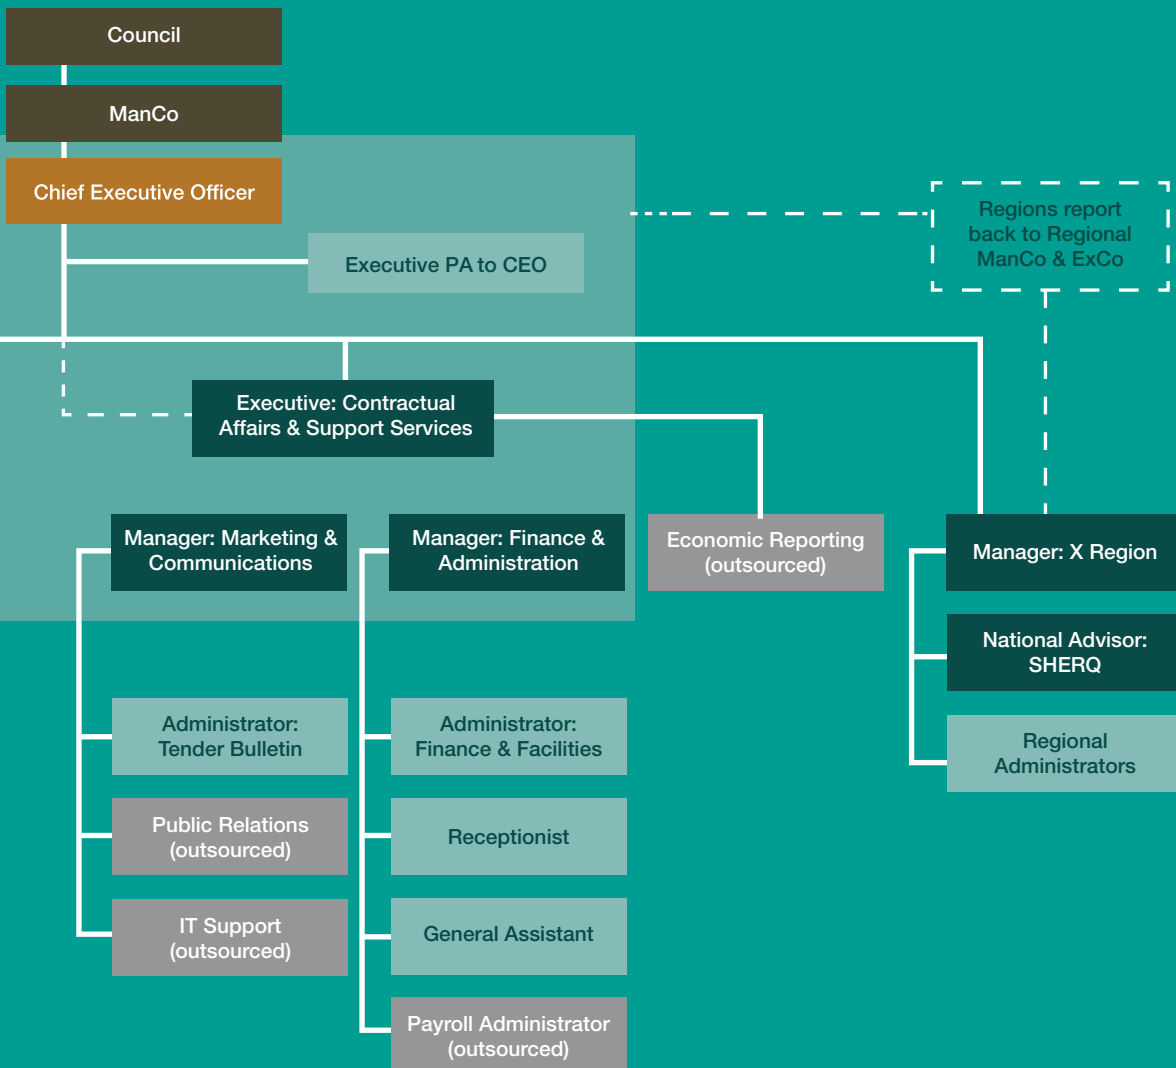 Council
ManCo
Chief Executive Officer
Regions report
back to Regional
ManCo & ExCo
Executive PA to CEO
Executive: Contractual
Affairs & Support Services
Manager: Marketing &
Communications
Manager: Finance &
Administration
Economic Reporting
(outsourced)
Manager: X Region
National Advisor:
SHERQ
Regional
Administrators
Administrator:
Tender Bulletin
Public Relations
(outsourced)
IT Support
(outsourced)
Administrator:
Finance & Facilities
Receptionist
General Assistant
Payroll Administrator
(outsourced)